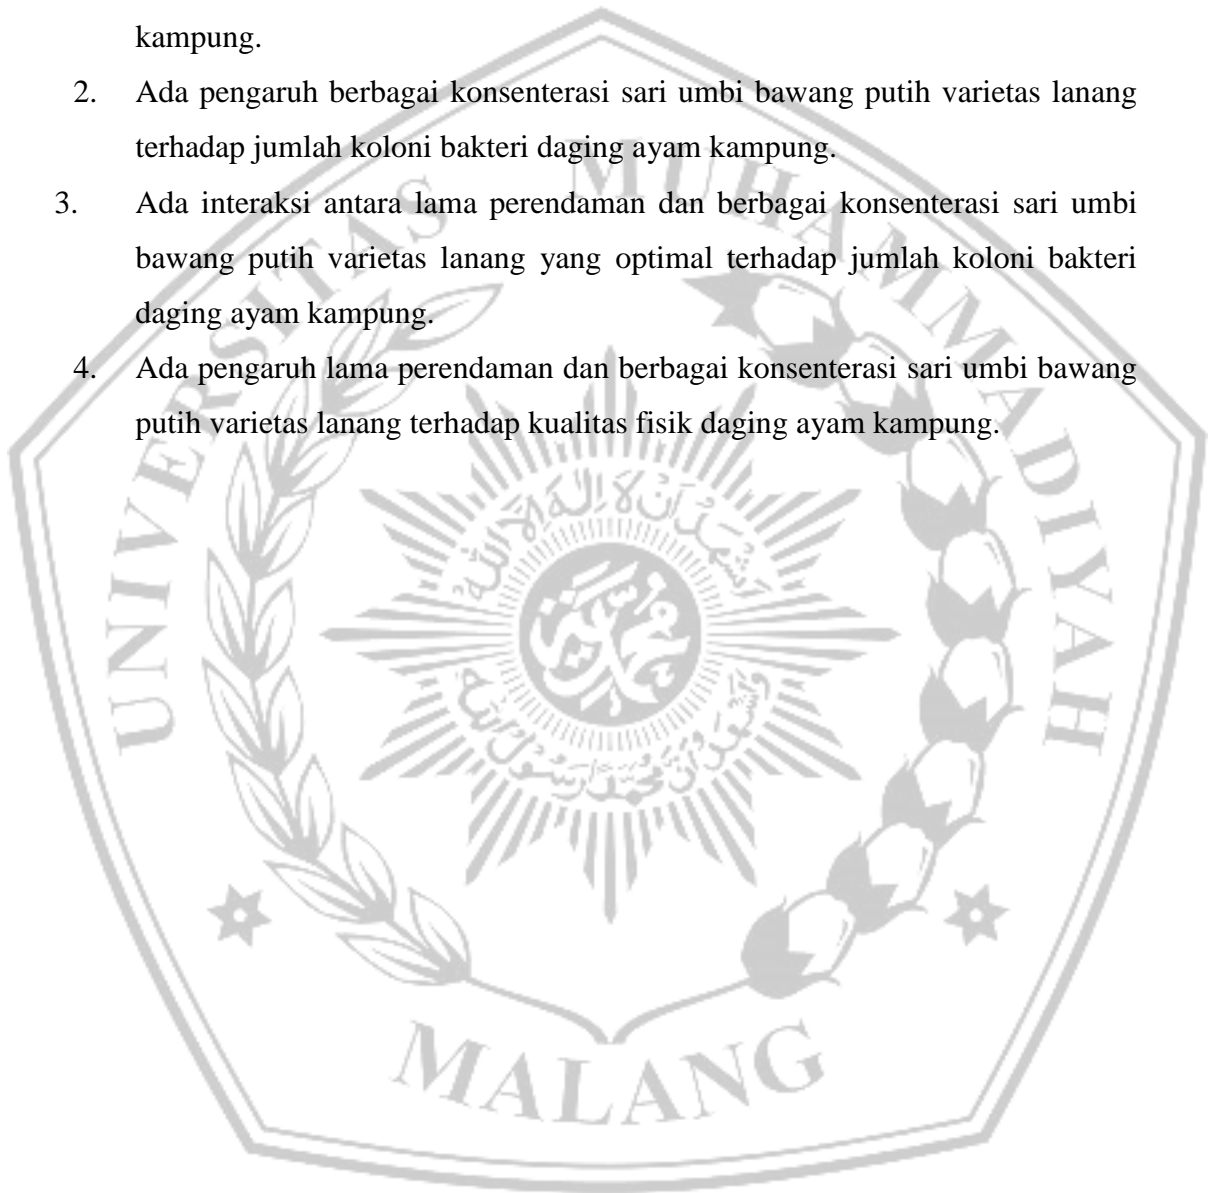 kampung.
2. Ada pengaruh berbagai konsenterasi sari umbi bawang putih varietas lanang
terhadap jumlah koloni bakteri daging ayam kampung.
3. Ada interaksi antara lama perendaman dan berbagai konsenterasi sari umbi
bawang putih varietas lanang yang optimal terhadap jumlah koloni bakteri
daging ayam kampung.
4. Ada pengaruh lama perendaman dan berbagai konsenterasi sari umbi bawang
putih varietas lanang terhadap kualitas fisik daging ayam kampung.
UNIVERSITAS MUHAMMADIYAH
MALANG